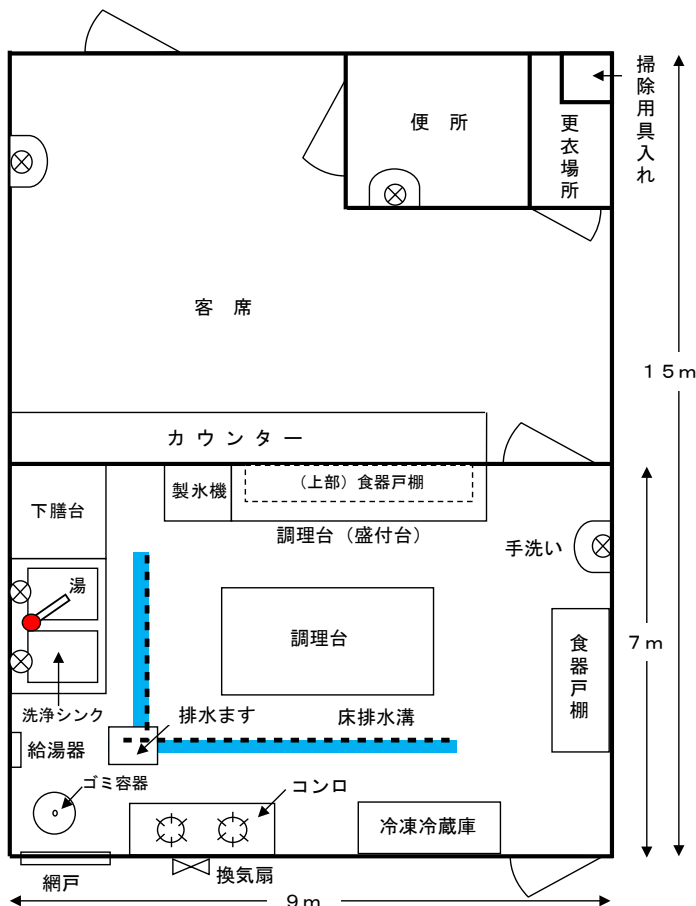 掃除用具入れ
便　所
更衣場所
客　席
１５ｍ
カ ウ ン タ ー
製氷機
（上部）食器戸棚
下膳台
調理台（盛付台）
手洗い
湯
調理台
食器戸棚
７ｍ
洗浄シンク
排水ます
床排水溝
給湯器
ゴミ容器
コンロ
冷凍冷蔵庫
網戸
換気扇
９ｍ